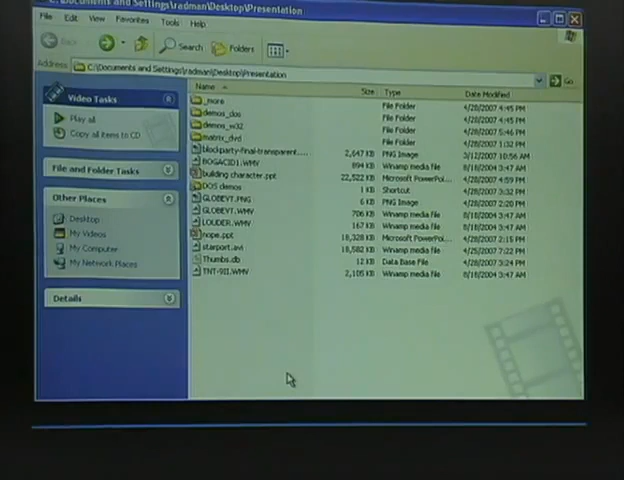 C:\Documents and Settings\radman\Desktop\Presentation
File Edit View Favorites Tools Help
Back Search Folders
Address C:\Documents and Settings\radman\Desktop\Presentation Go
Name Size Type Date Modified
Video Tasks
Play all
Copy all items to CD
File and Folder Tasks
Other Places
Desktop
My Videos
My Computer
My Network Places
Details
_more File Folder 4/28/2007 4:45 PM
demos_dos File Folder 4/28/2007 4:45 PM
demos_w32 File Folder 4/28/2007 5:46 PM
matrix_dvd File Folder 4/28/2007 1:32 PM
blockparty-final-transparent.... 2,647 KB PNG Image 3/12/2007 10:56 AM
BOGACID1.WMV 894 KB Winamp media file 8/18/2004 3:47 AM
building character.ppt 22,522 KB Microsoft PowerPoi... 4/28/2007 4:59 PM
DOS demos 1 KB Shortcut 4/28/2007 3:32 PM
GLOBEYT.PNG 6 KB PNG Image 4/28/2007 2:20 PM
GLOBEYT.WMV 706 KB Winamp media file 8/18/2004 3:47 AM
LOUDER.WMV 167 KB Winamp media file 8/18/2004 3:47 AM
nope.ppt 18,328 KB Microsoft PowerPoi... 4/28/2007 2:15 PM
starport.avi 18,582 KB Winamp media file 4/25/2007 7:22 PM
Thumbs.db 12 KB Data Base File 4/28/2007 3:24 PM
TNT-9II.WMV 2,105 KB Winamp media file 8/18/2004 3:47 AM